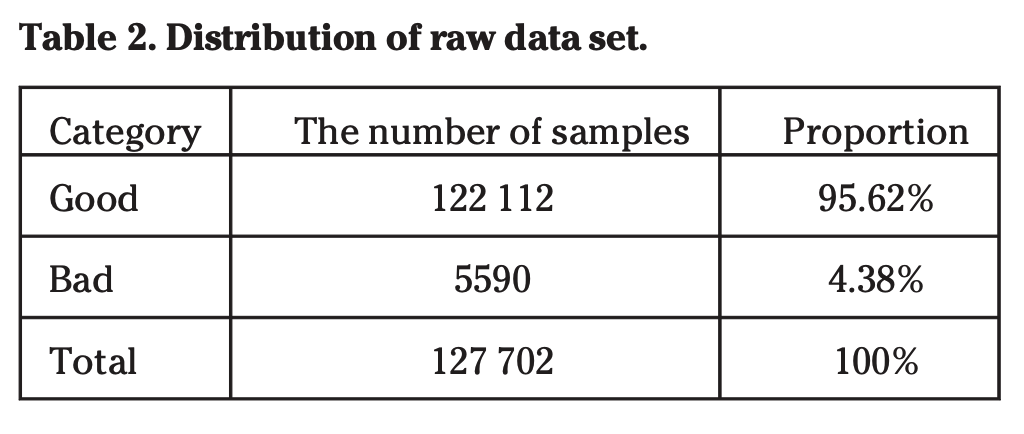 Table 2. Distribution of raw data set.
Category The number of samples Proportion
Good 122 112 95.62%
Bad 5590 4.38%
Total 127 702 100%